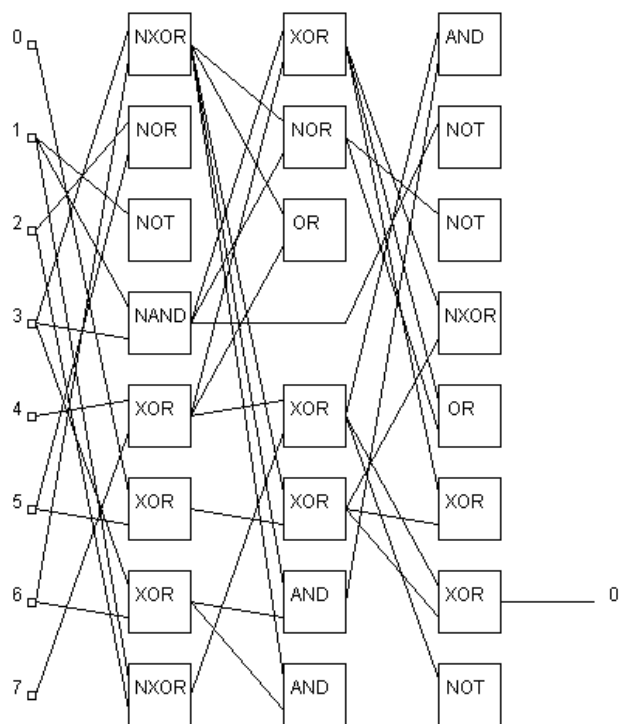 0 NXOR XOR AND
1 NOR NOR NOT
2 NOT OR NOT
3 NAND NXOR
4 XOR XOR OR
5 XOR XOR XOR
6 XOR AND XOR 0
7 NXOR AND NOT